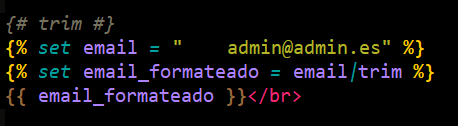 {# trim #}
{% set email = "    admin@admin.es" %}
{% set email_formateado = email|trim %}
{{ email_formateado }}</br>